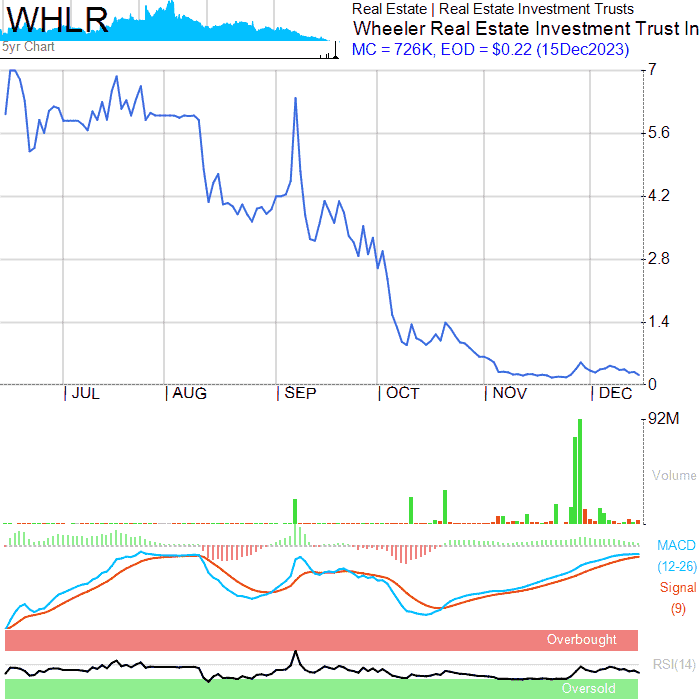 WHLR
5yr Chart
Real Estate | Real Estate Investment Trusts
Wheeler Real Estate Investment Trust In
MC = 726K, EOD = $0.22 (15Dec2023)
7
5.6
4.2
2.8
1.4
0
JUL
AUG
SEP
OCT
NOV
DEC
92M
Volume
MACD
(12-26)
Signal
(9)
Overbought
RSI(14)
Oversold